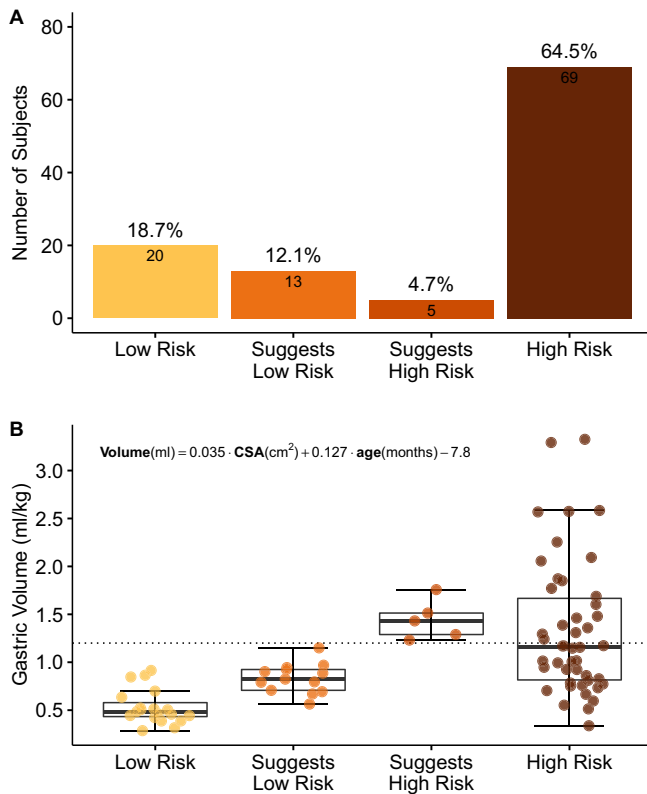 A
Number of Subjects
80
60
40
20
0
64.5%
69
18.7%
20
12.1%
13
4.7%
5
Low Risk
Suggests
Low Risk
Suggests
High Risk
High Risk
B
Volume(ml) = 0.035 · CSA(cm²) + 0.127 · age(months) − 7.8
Gastric Volume (ml/kg)
3.0
2.5
2.0
1.5
1.0
0.5
Low Risk
Suggests
Low Risk
Suggests
High Risk
High Risk